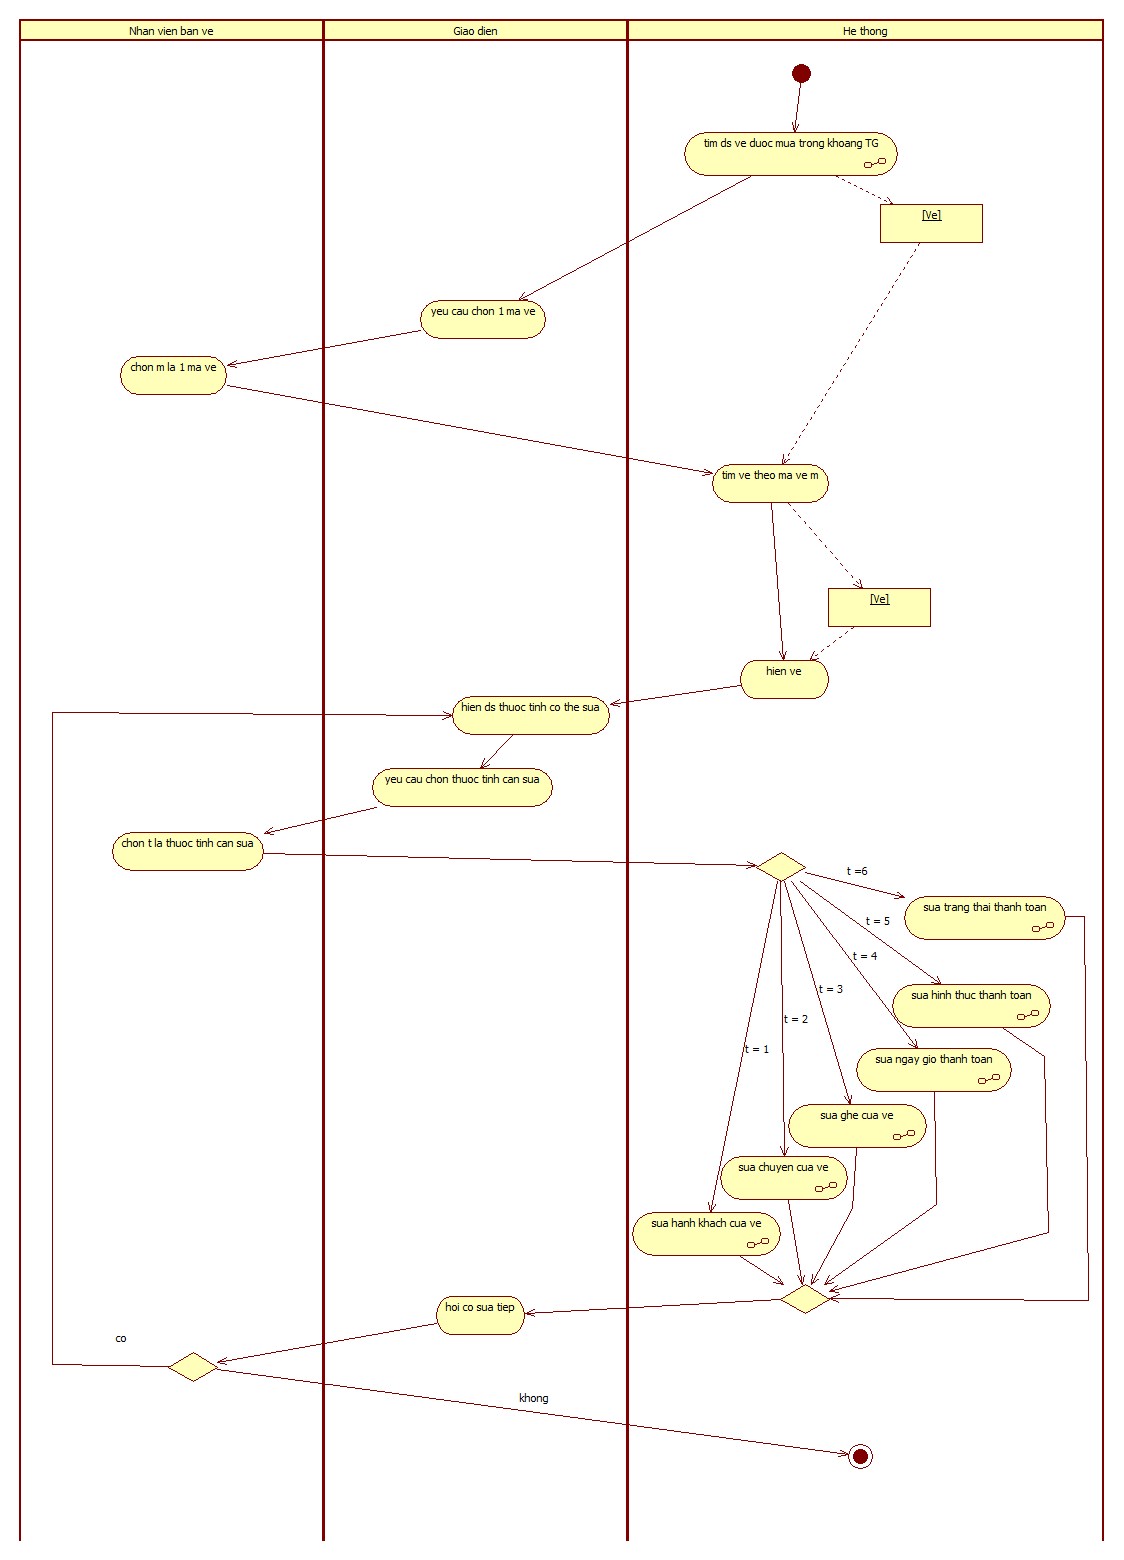 Nhan vien ban ve
Giao dien
He thong
tim ds ve duoc mua trong khoang TG
[Ve]
yeu cau chon 1 ma ve
chon m la 1 ma ve
tim ve theo ma ve m
[Ve]
hien ve
hien ds thuoc tinh co the sua
yeu cau chon thuoc tinh can sua
chon t la thuoc tinh can sua
t =6
sua trang thai thanh toan
t = 5
t = 4
sua hinh thuc thanh toan
t = 3
t = 2
t = 1
sua ngay gio thanh toan
sua ghe cua ve
sua chuyen cua ve
sua hanh khach cua ve
hoi co sua tiep
co
khong